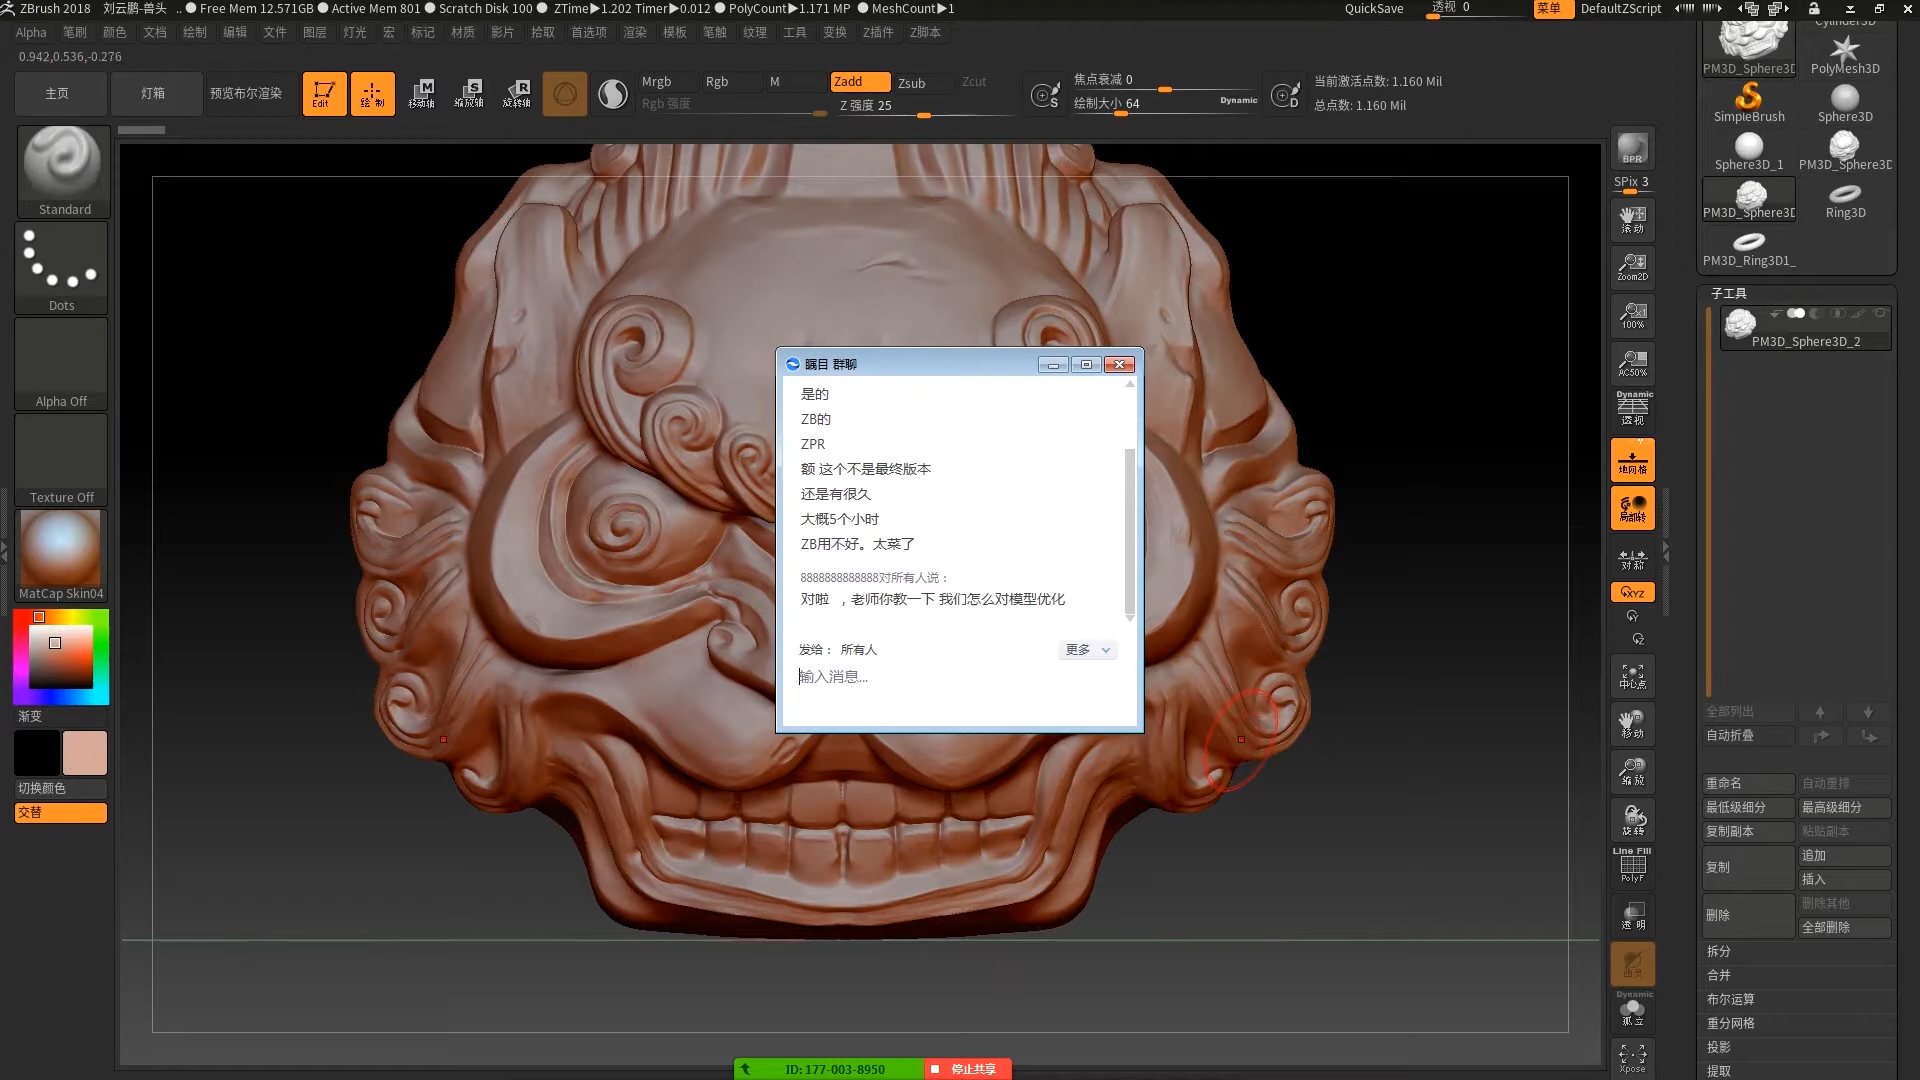 ZBrush 2018 刘云鹏-兽头 .. ● Free Mem 12.571GB ● Active Mem 801 ● Scratch Disk 100 ● ZTime▶1.202 Timer▶0.012 ● PolyCount▶1.171 MP ● MeshCount▶1 QuickSave 透视 0 菜单 DefaultZScript
Alpha 笔刷 颜色 文档 绘制 编辑 文件 图层 灯光 宏 标记 材质 影片 拾取 首选项 渲染 模板 笔触 纹理 工具 变换 Z插件 Z脚本
0.942,0.536,-0.276
主页 灯箱 预览布尔渲染 Edit 绘制 移动轴 缩放轴 旋转轴
Mrgb Rgb M Zadd Zsub Zcut
Rgb 强度 Z 强度 25
焦点衰减 0
绘制大小 64 Dynamic
当前激活点数: 1.160 Mil
总点数: 1.160 Mil
Standard
Dots
Alpha Off
Texture Off
MatCap Skin04
渐变
切换颜色
交替
瞩目 群聊
是的
ZB的
ZPR
额 这个不是最终版本
还是有很久
大概5个小时
ZB用不好。太菜了
8888888888888对所有人说：
对啦 ，老师你教一下 我们怎么对模型优化
发给： 所有人 更多
输入消息...
ID: 177-003-8950 停止共享
BPR
SPix 3
滚动
Zoom2D
100%
AC50%
Dynamic
透视
地网格
局部转
对称
XYZ
Y
Z
中心点
移动
缩放
旋转
Line Fill
PolyF
透明
Dynamic
孤立
Xpose
Cylinder3D
PM3D_Sphere3D PolyMesh3D
SimpleBrush Sphere3D
Sphere3D_1 PM3D_Sphere3D
PM3D_Sphere3D Ring3D
PM3D_Ring3D1_
子工具
PM3D_Sphere3D_2
全部列出
自动折叠
重命名 自动重排
最低级细分 最高级细分
复制副本 粘贴副本
复制 追加
插入
删除 删除其他
全部删除
拆分
合并
布尔运算
重分网格
投影
提取